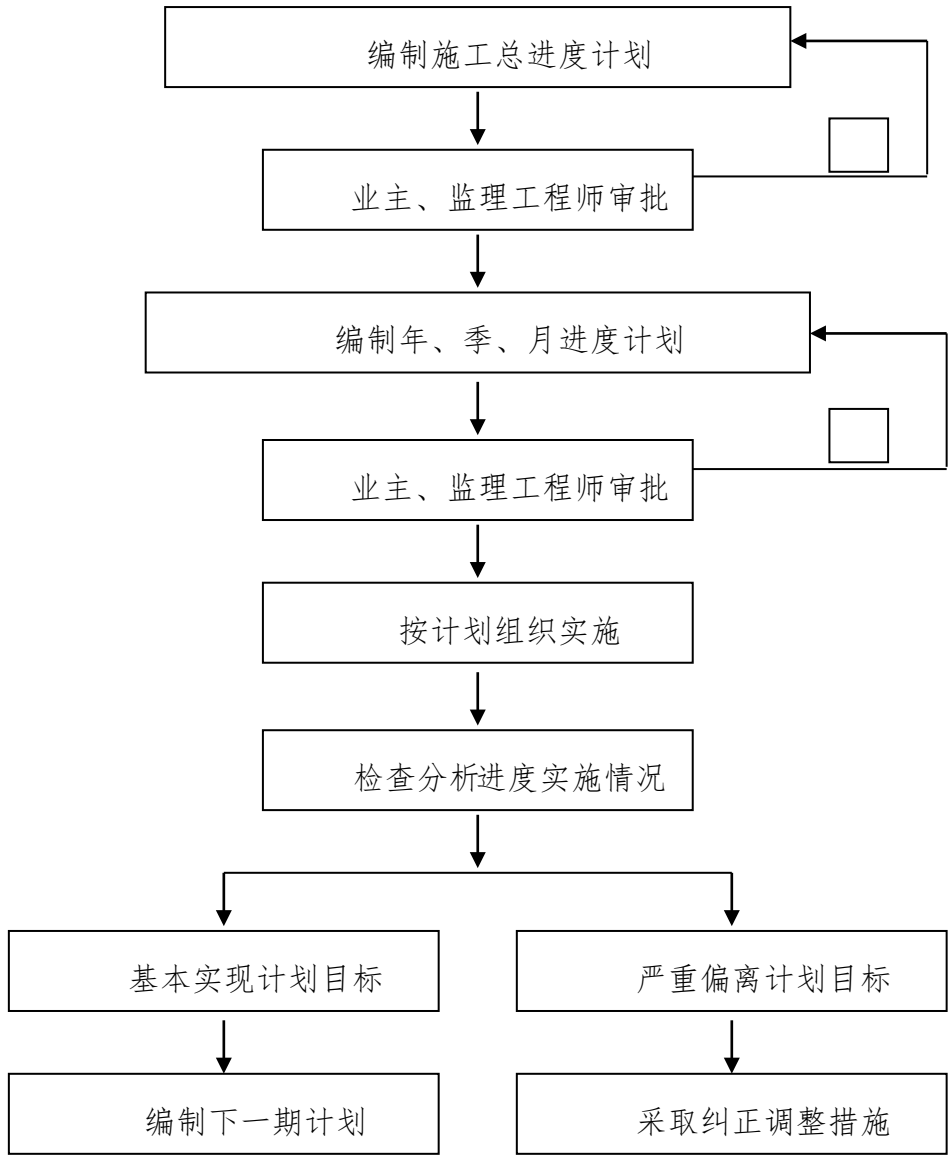 编制施工总进度计划
业主、监理工程师审批
编制年、季、月进度计划
业主、监理工程师审批
按计划组织实施
检查分析进度实施情况
基本实现计划目标
严重偏离计划目标
编制下一期计划
采取纠正调整措施